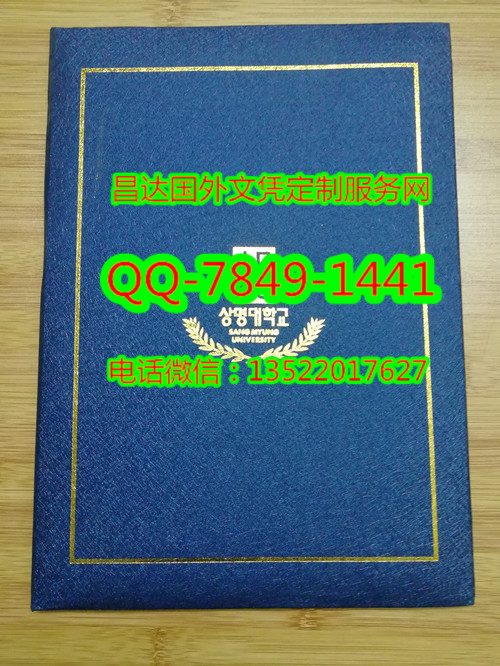 昌达国外文凭定制服务网
QQ-7849-1441
상명대학교
SANG MYUNG
UNIVERSITY
电话微信：13522017627